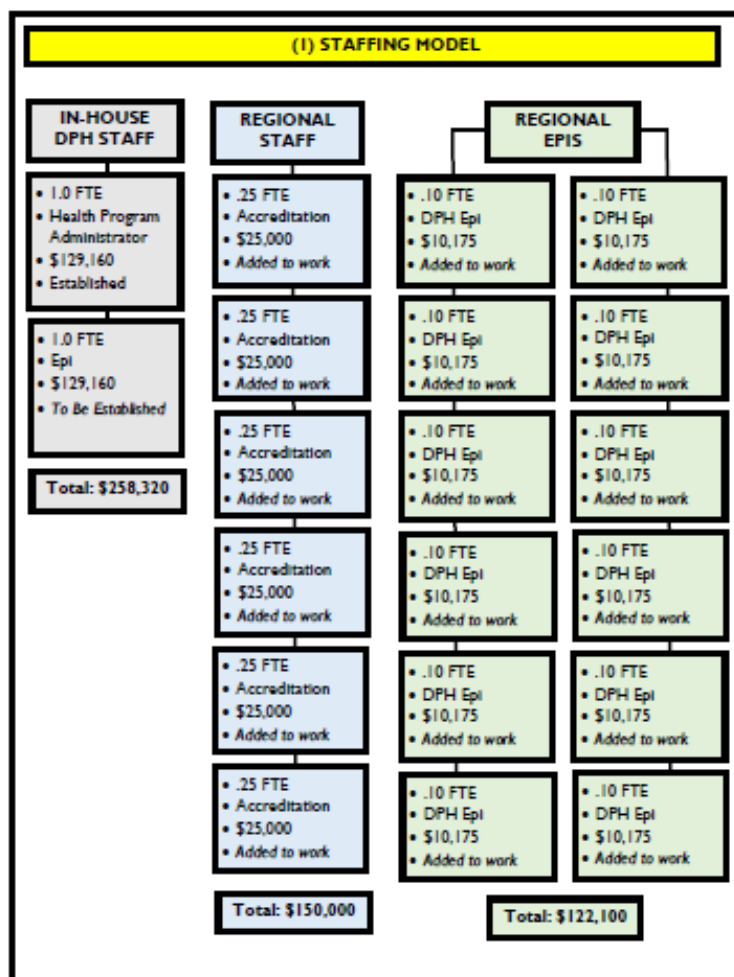 (1) STAFFING MODEL
IN-HOUSE
DPH STAFF
• 1.0 FTE
• Health Program
Administrator
• $129,160
• Established
• 1.0 FTE
• Epi
• $129,160
• To Be Established
Total: $258,320
REGIONAL
STAFF
• .25 FTE
• Accreditation
• $25,000
• Added to work
• .25 FTE
• Accreditation
• $25,000
• Added to work
• .25 FTE
• Accreditation
• $25,000
• Added to work
• .25 FTE
• Accreditation
• $25,000
• Added to work
• .25 FTE
• Accreditation
• $25,000
• Added to work
• .25 FTE
• Accreditation
• $25,000
• Added to work
Total: $150,000
REGIONAL
EPIS
• .10 FTE
• DPH Epi
• $10,175
• Added to work
• .10 FTE
• DPH Epi
• $10,175
• Added to work
• .10 FTE
• DPH Epi
• $10,175
• Added to work
• .10 FTE
• DPH Epi
• $10,175
• Added to work
• .10 FTE
• DPH Epi
• $10,175
• Added to work
• .10 FTE
• DPH Epi
• $10,175
• Added to work
• .10 FTE
• DPH Epi
• $10,175
• Added to work
• .10 FTE
• DPH Epi
• $10,175
• Added to work
• .10 FTE
• DPH Epi
• $10,175
• Added to work
• .10 FTE
• DPH Epi
• $10,175
• Added to work
• .10 FTE
• DPH Epi
• $10,175
• Added to work
• .10 FTE
• DPH Epi
• $10,175
• Added to work
Total: $122,100